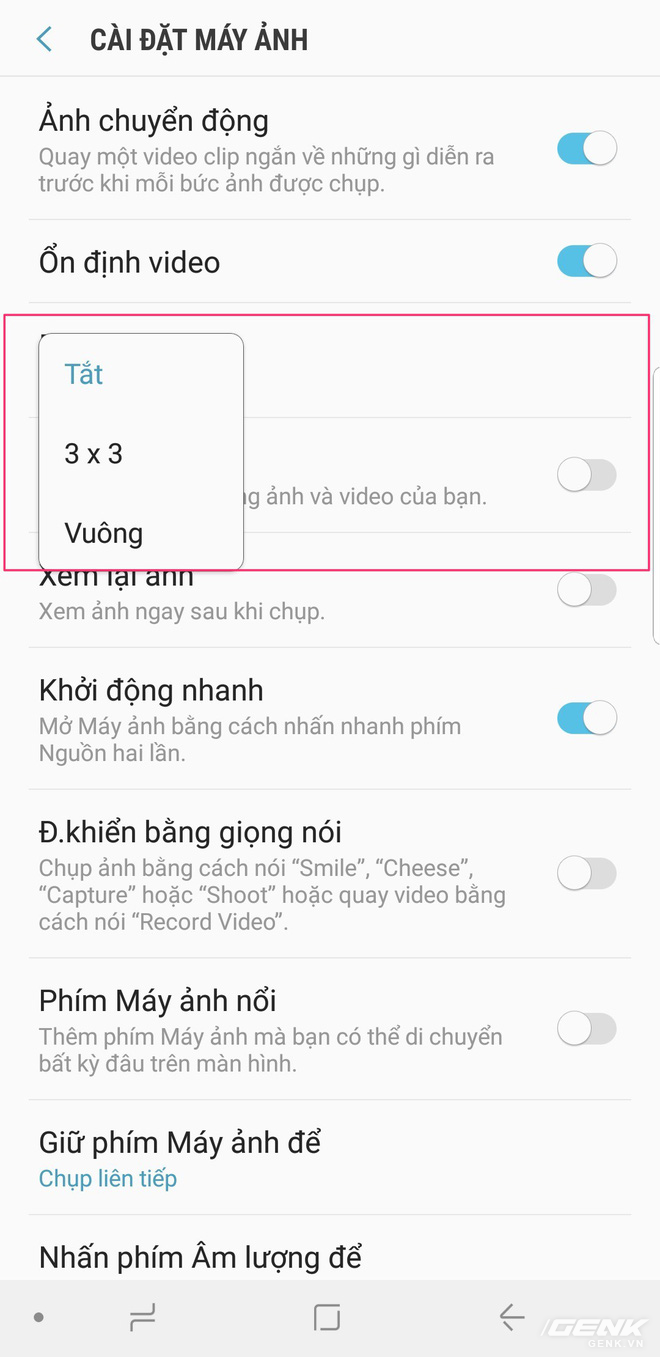 CÀI ĐẶT MÁY ẢNH
Ảnh chuyển động
Quay một video clip ngắn về những gì diễn ra
trước khi mỗi bức ảnh được chụp.
Ổn định video
Tắt
3 x 3
ảnh và video của bạn.
Vuông
Xem lại ảnh
Xem ảnh ngay sau khi chụp.
Khởi động nhanh
Mở Máy ảnh bằng cách nhấn nhanh phím
Nguồn hai lần.
Đ.khiển bằng giọng nói
Chụp ảnh bằng cách nói “Smile”, “Cheese”,
“Capture” hoặc “Shoot” hoặc quay video bằng
cách nói “Record Video”.
Phím Máy ảnh nổi
Thêm phím Máy ảnh mà bạn có thể di chuyển
bất kỳ đâu trên màn hình.
Giữ phím Máy ảnh để
Chụp liên tiếp
Nhấn phím Âm lượng để
GENK
GENK.VN